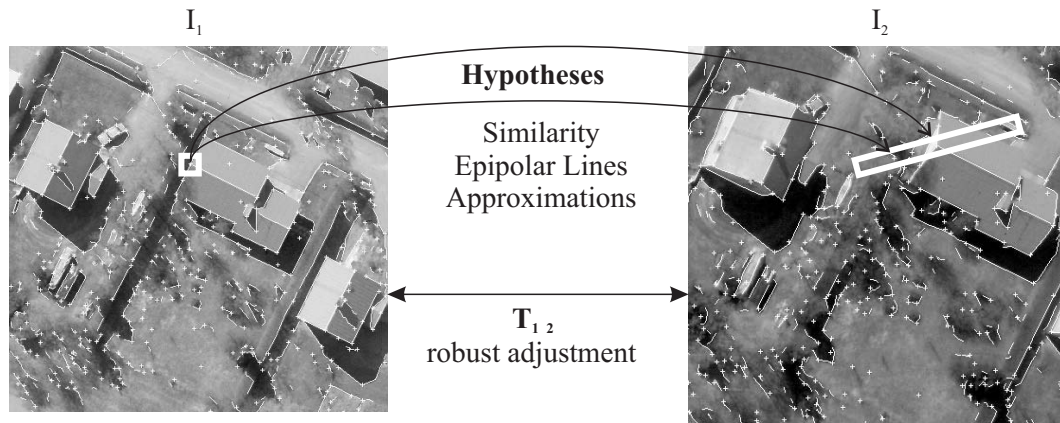 I1
I2
Hypotheses
Similarity
Epipolar Lines
Approximations
T1 2
robust adjustment